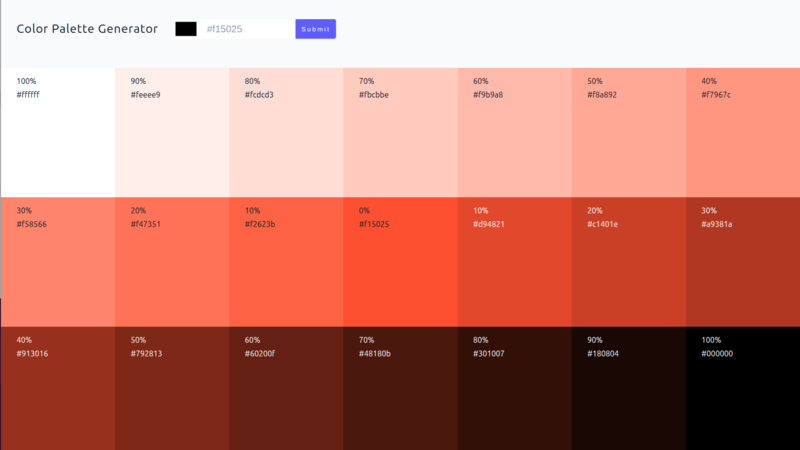 Color Palette Generator
#f15025
Submit
100%
#ffffff
90%
#feeee9
80%
#fcdcd3
70%
#fbcbbe
60%
#f9b9a8
50%
#f8a892
40%
#f7967c
30%
#f58566
20%
#f47351
10%
#f2623b
0%
#f15025
10%
#d94821
20%
#c1401e
30%
#a9381a
40%
#913016
50%
#792813
60%
#60200f
70%
#48180b
80%
#301007
90%
#180804
100%
#000000